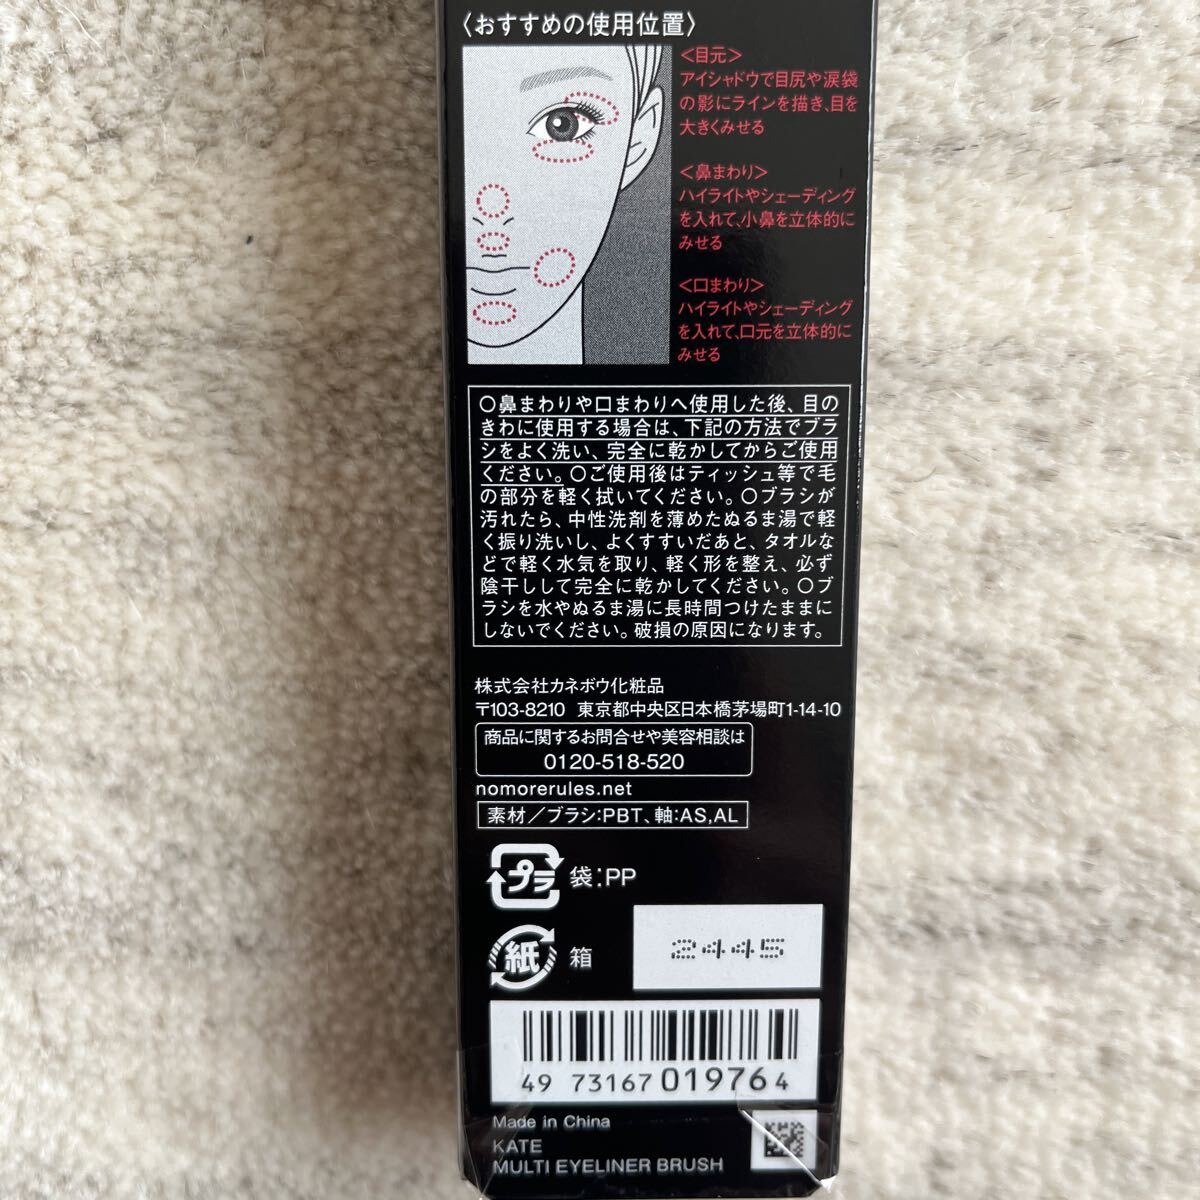 〈おすすめの使用位置〉
＜目元＞
アイシャドウで目尻や涙袋
の影にラインを描き、目を
大きくみせる
＜鼻まわり＞
ハイライトやシェーディング
を入れて、小鼻を立体的に
みせる
＜口まわり＞
ハイライトやシェーディング
を入れて、口元を立体的に
みせる
○鼻まわりや口まわりへ使用した後、目の
きわに使用する場合は、下記の方法でブラ
シをよく洗い、完全に乾かしてからご使用
ください。○ご使用後はティッシュ等で毛
の部分を軽く拭いてください。○ブラシが
汚れたら、中性洗剤を薄めたぬるま湯で軽
く振り洗いし、よくすすいだあと、タオルな
どで軽く水気を取り、軽く形を整え、必ず
陰干しして完全に乾かしてください。○ブ
ラシを水やぬるま湯に長時間つけたままに
しないでください。破損の原因になります。
株式会社カネボウ化粧品
〒103-8210 東京都中央区日本橋茅場町1-14-10
商品に関するお問合せや美容相談は
0120-518-520
nomorerules.net
素材／ブラシ:PBT、軸:AS,AL
プラ 袋:PP
紙 箱
2445
49 73167 019764
Made in China
KATE
MULTI EYELINER BRUSH